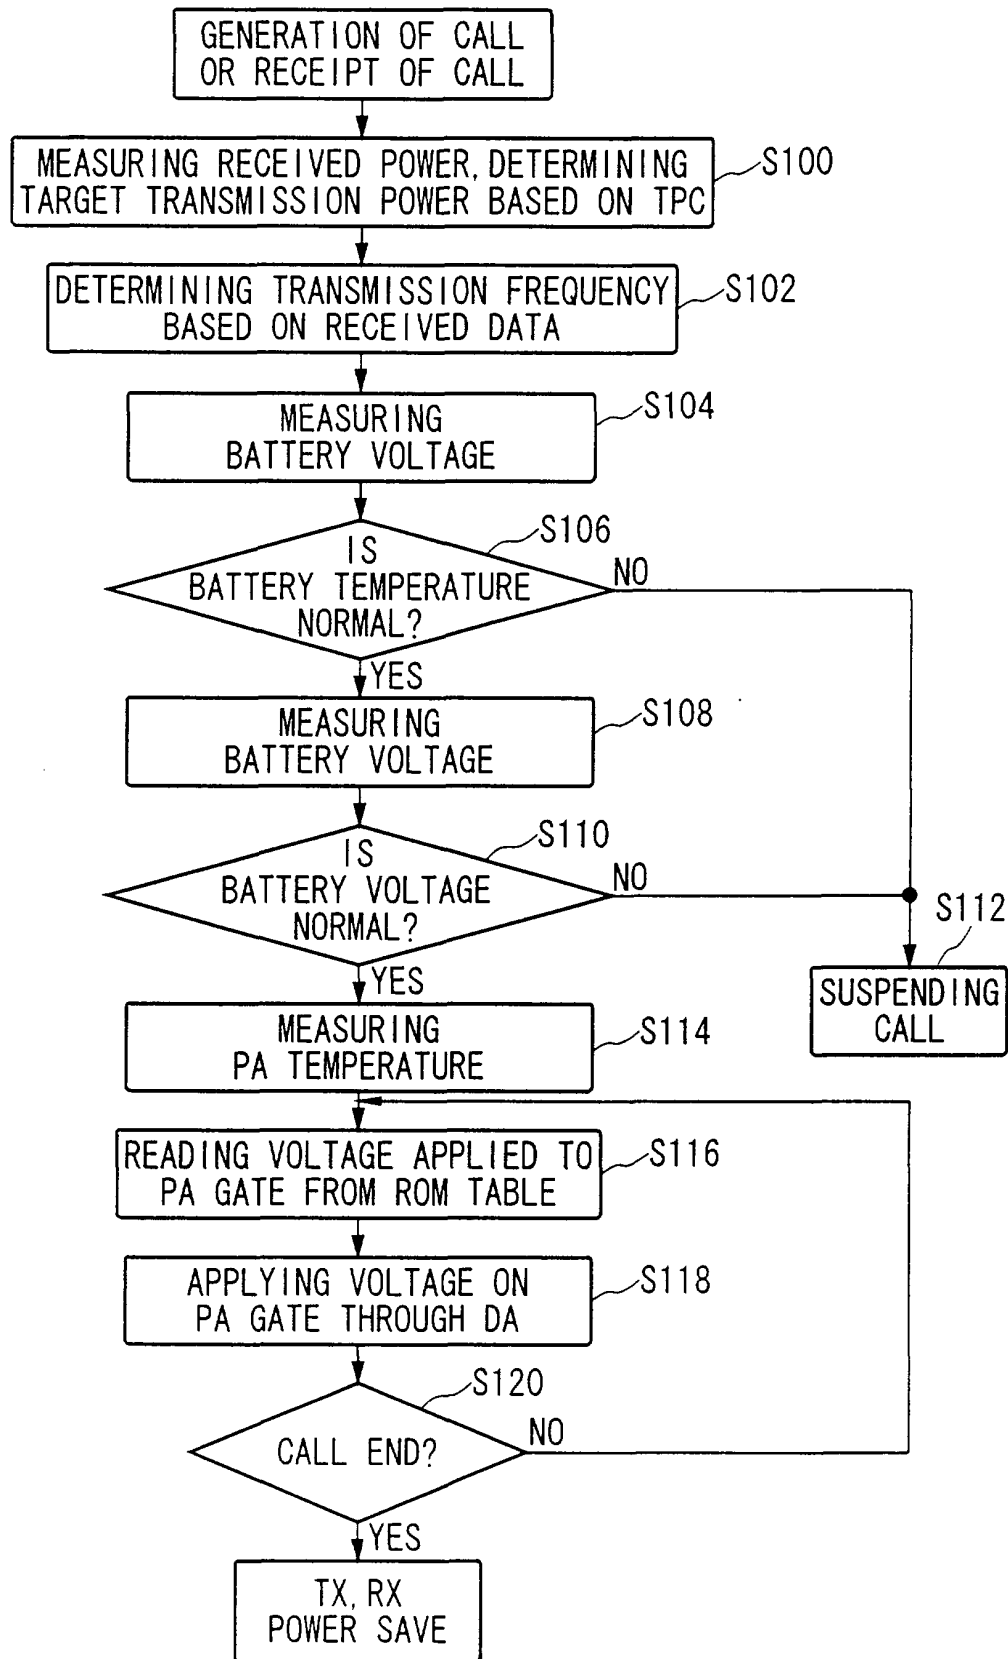 GENERATION OF CALL
OR RECEIPT OF CALL
MEASURING RECEIVED POWER, DETERMINING
TARGET TRANSMISSION POWER BASED ON TPC
S100
DETERMINING TRANSMISSION FREQUENCY
BASED ON RECEIVED DATA
S102
MEASURING
BATTERY VOLTAGE
S104
IS
BATTERY TEMPERATURE
NORMAL?
S106
NO
YES
MEASURING
BATTERY VOLTAGE
S108
IS
BATTERY VOLTAGE
NORMAL?
S110
NO
S112
SUSPENDING
CALL
YES
MEASURING
PA TEMPERATURE
S114
READING VOLTAGE APPLIED TO
PA GATE FROM ROM TABLE
S116
APPLYING VOLTAGE ON
PA GATE THROUGH DA
S118
CALL END?
S120
NO
YES
TX, RX
POWER SAVE